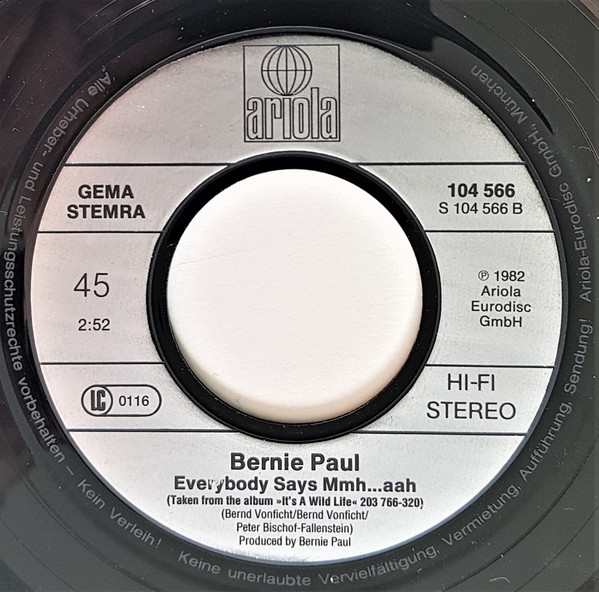 ariola
GEMA
STEMRA
104 566
S 104 566 B
45
2:52
℗ 1982
Ariola
Eurodisc
GmbH
LC 0116
HI-FI
STEREO
Bernie Paul
Everybody Says Mmh...aah
(Taken from the album »It's A Wild Life« 203 766-320)
(Bernd Vonficht/Bernd Vonficht/
Peter Bischof-Fallenstein)
Produced by Bernie Paul
Alle Urheber- und Leistungsschutzrechte vorbehalten – Kein Verleih! Keine unerlaubte Vervielfältigung, Vermietung, Aufführung, Sendung! Ariola-Eurodisc GmbH, München